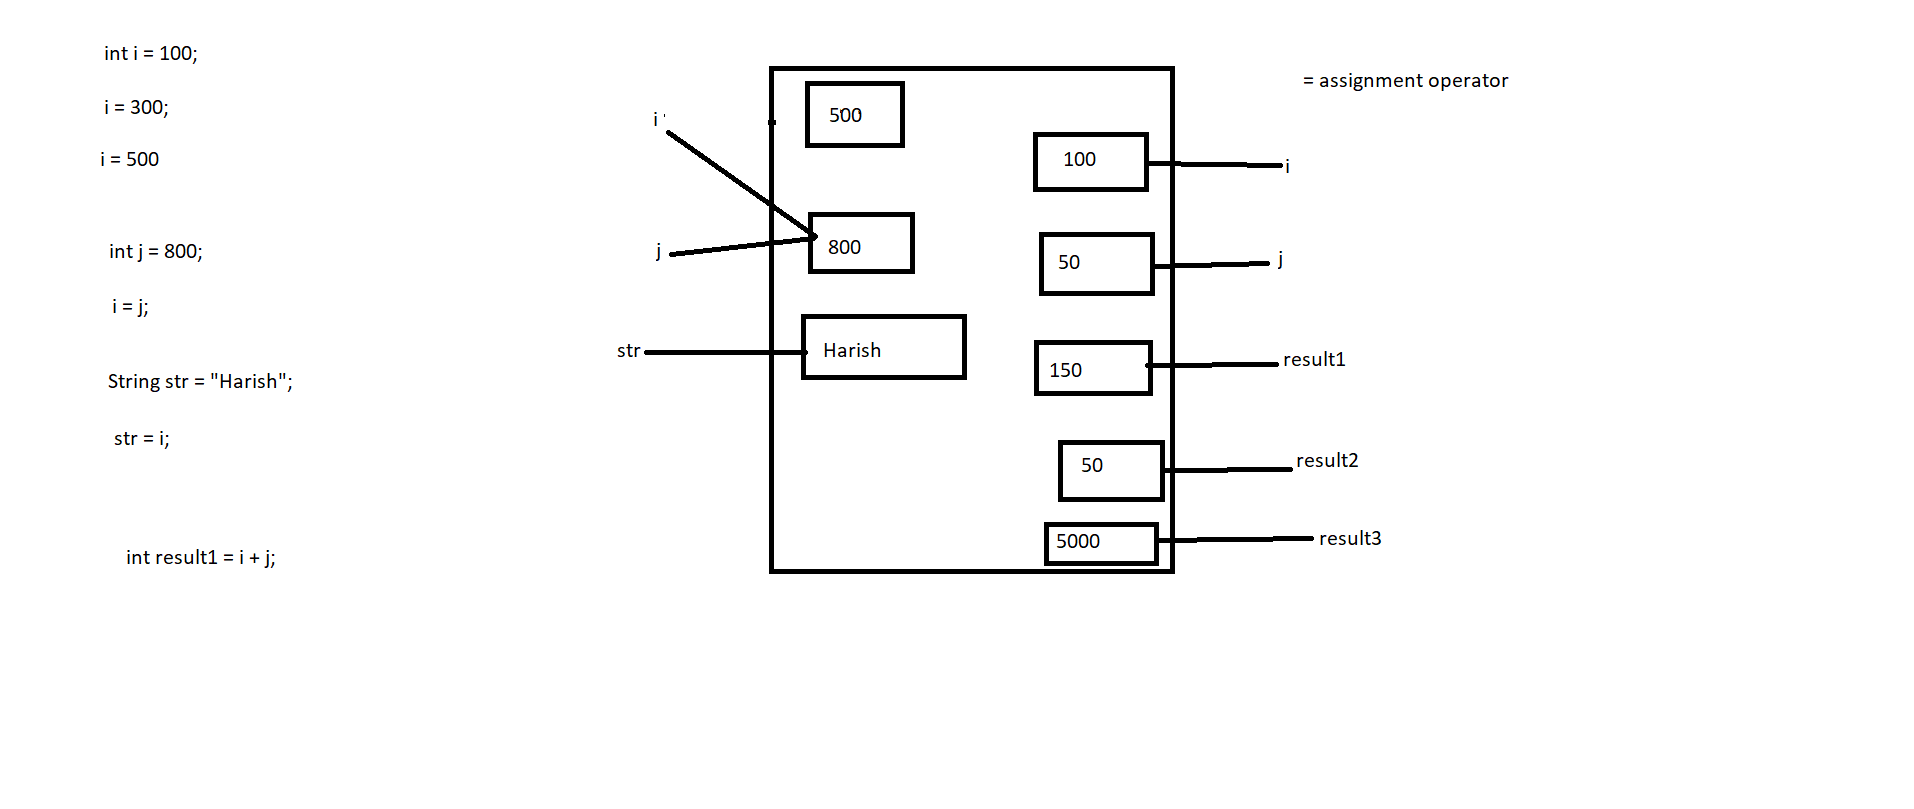 int i = 100;
i = 300;
i = 500
int j = 800;
i = j;
String str = "Harish";
str = i;
int result1 = i + j;
i
j
str
500
800
Harish
100
50
150
50
5000
= assignment operator
i
j
result1
result2
result3